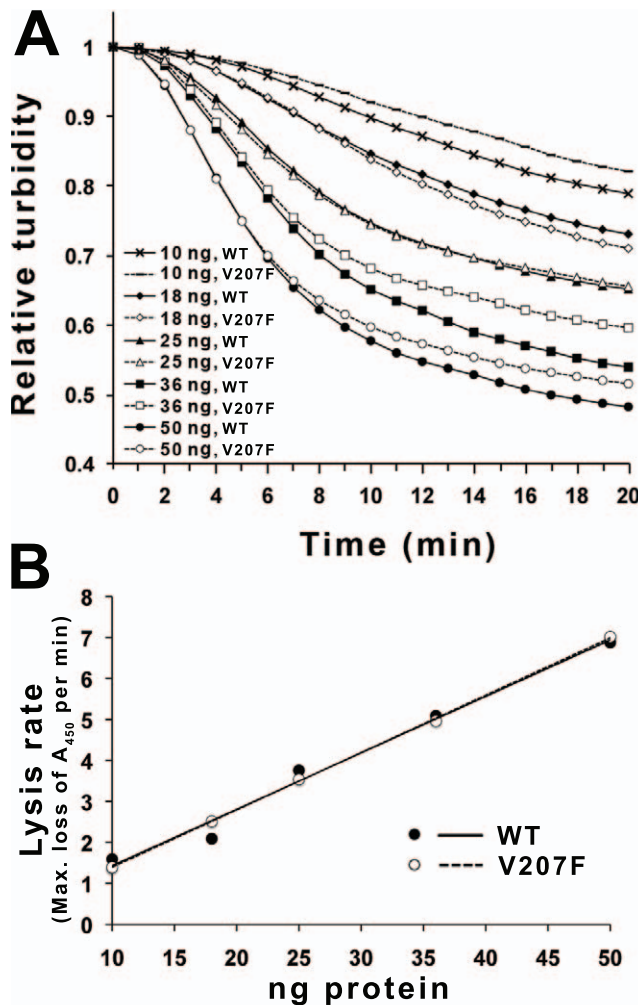 A
Relative turbidity
1
0.9
0.8
0.7
0.6
0.5
0.4
10 ng, WT
10 ng, V207F
18 ng, WT
18 ng, V207F
25 ng, WT
25 ng, V207F
36 ng, WT
36 ng, V207F
50 ng, WT
50 ng, V207F
0 2 4 6 8 10 12 14 16 18 20
Time (min)
B
Lysis rate
(Max. loss of A450 per min)
8
7
6
5
4
3
2
1
0
WT
V207F
10 15 20 25 30 35 40 45 50
ng protein